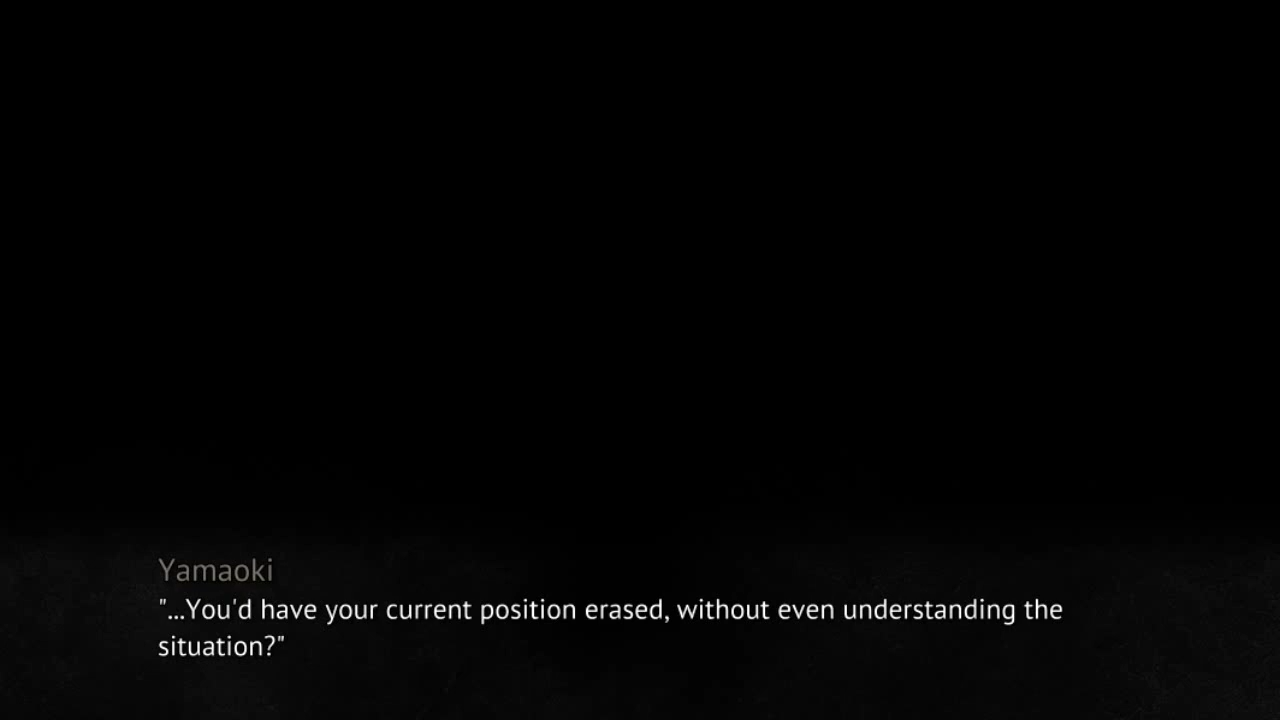 Yamaoki
"...You'd have your current position erased, without even understanding the
situation?"